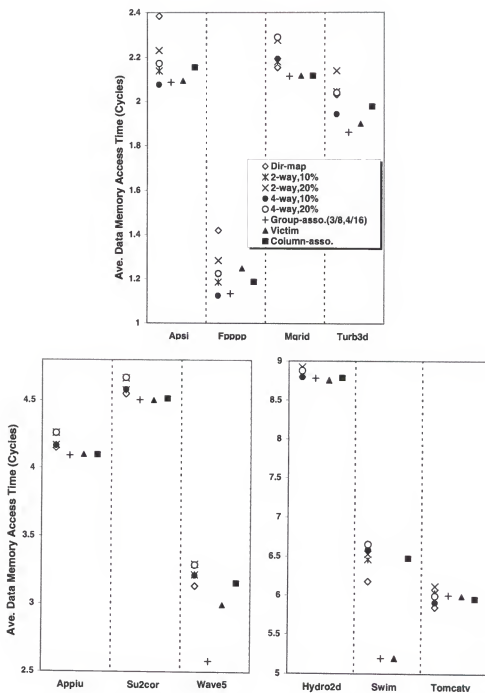 Ave. Data Memory Access Time (Cycles)
2.4
2.2
2
1.8
1.6
1.4
1.2
1
Dir-map
2-way,10%
2-way,20%
4-way,10%
4-way,20%
Group-asso.(3/8,4/16)
Victim
Column-asso.
Apsi
Fpppp
Mgrid
Turb3d
Ave. Data Memory Access Time (Cycles)
4.5
4
3.5
3
2.5
Applu
Su2cor
Wave5
9
8.5
8
7.5
7
6.5
6
5.5
5
Hydro2d
Swim
Tomcatv